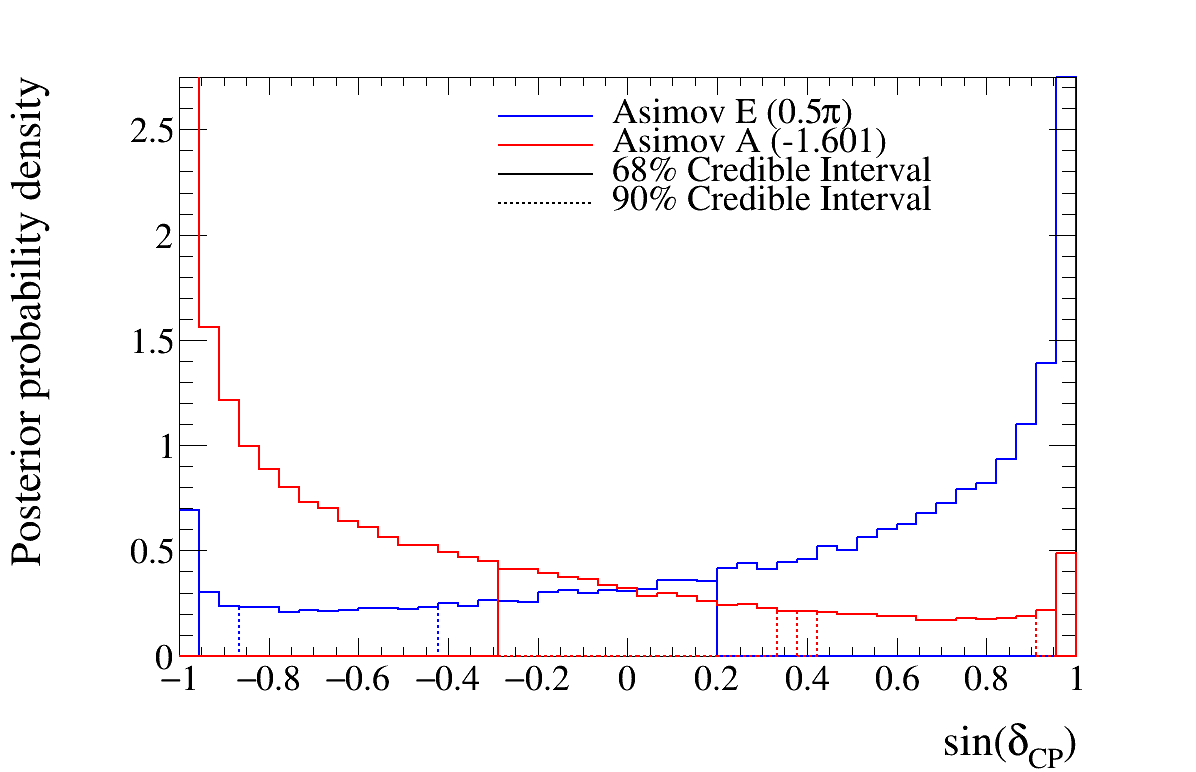 Posterior probability density
Asimov E (0.5π)
Asimov A (-1.601)
68% Credible Interval
90% Credible Interval
2.5
2
1.5
1
0.5
0
−1 −0.8 −0.6 −0.4 −0.2 0 0.2 0.4 0.6 0.8 1
sin(δCP)